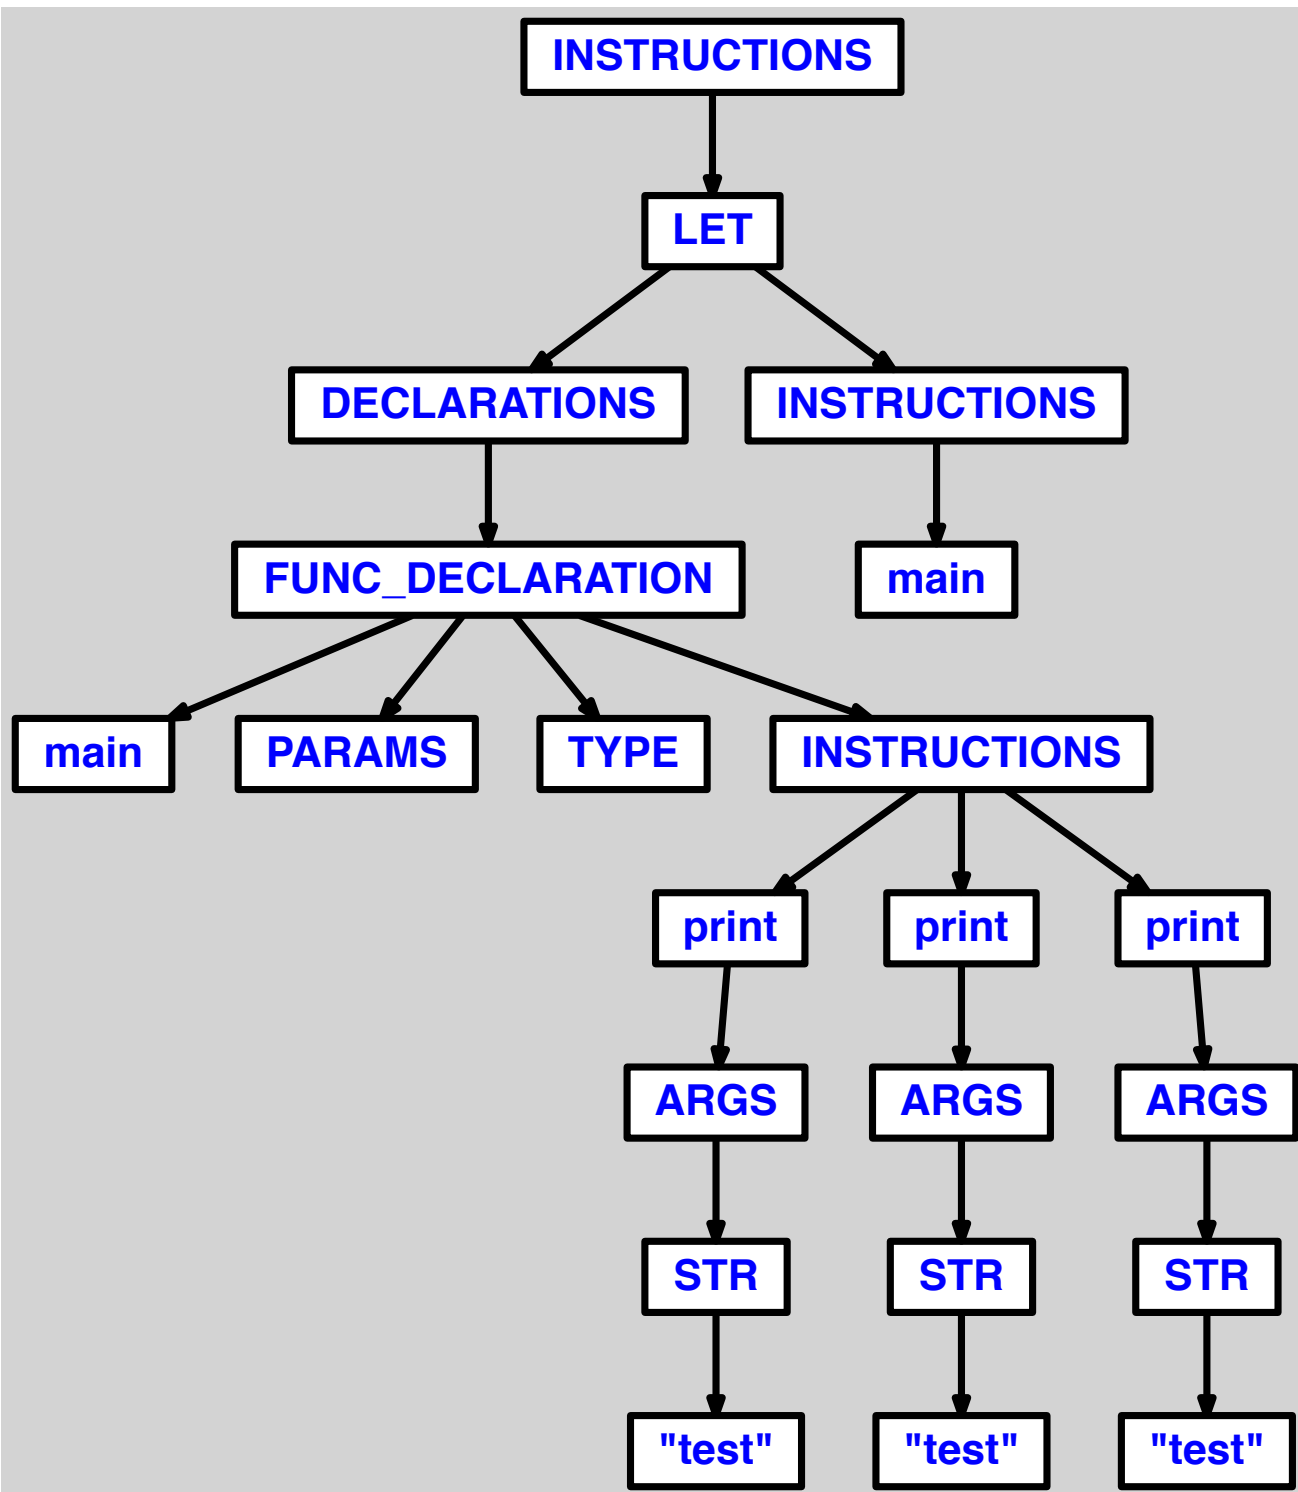 INSTRUCTIONS
LET
DECLARATIONS
INSTRUCTIONS
FUNC_DECLARATION
main
main
PARAMS
TYPE
INSTRUCTIONS
print
print
print
ARGS
ARGS
ARGS
STR
STR
STR
"test"
"test"
"test"